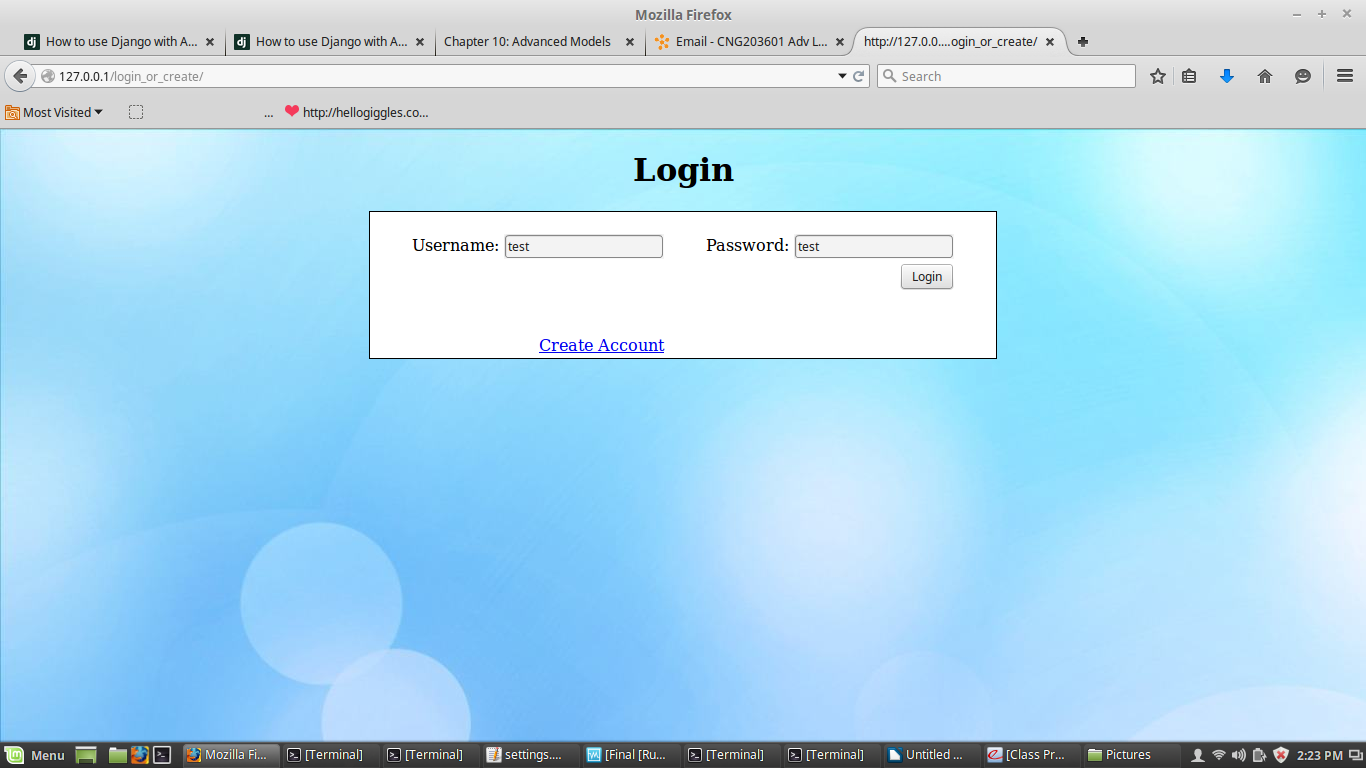 Mozilla Firefox
How to use Django with A... How to use Django with A... Chapter 10: Advanced Models Email - CNG203601 Adv L... http://127.0.0....ogin_or_create/
127.0.0.1/login_or_create/ Search
Most Visited ... http://hellogiggles.co...
Login
Username: test Password: test
Login
Create Account
Menu Mozilla Fi... [Terminal] [Terminal] settings.... [Final [Ru... [Terminal] [Terminal] Untitled ... [Class Pr... Pictures 2:23 PM